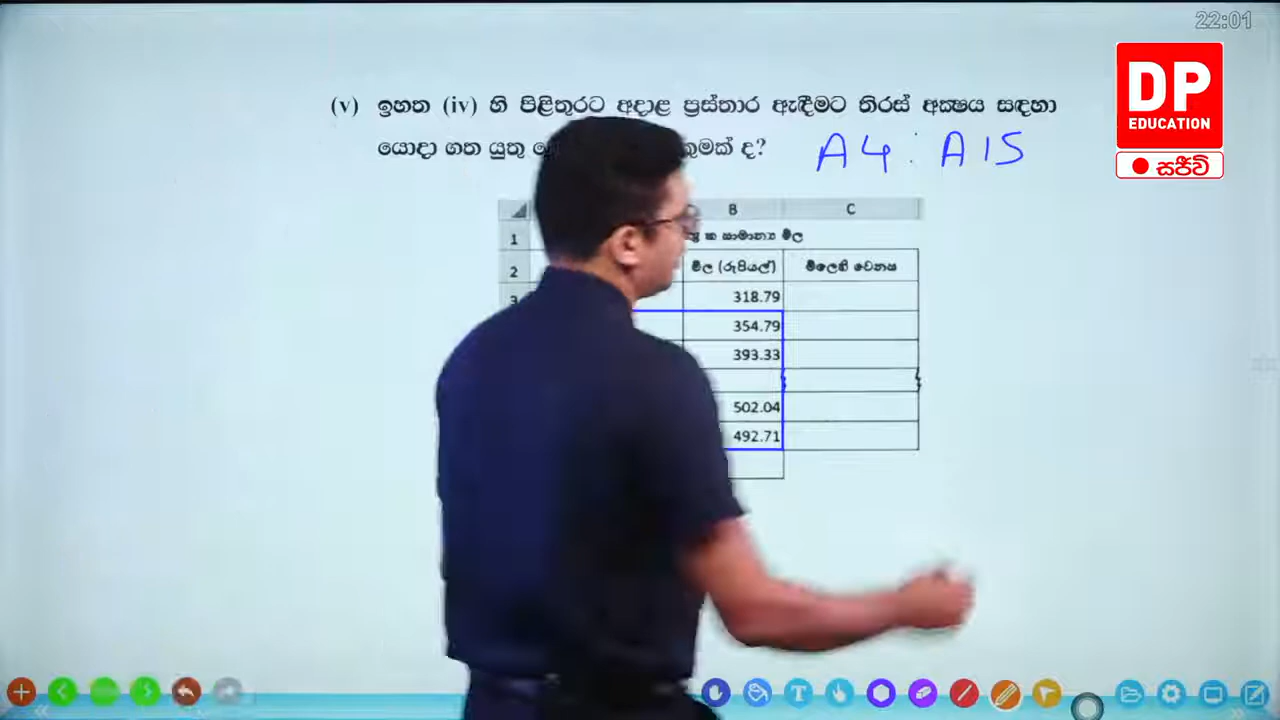 22:01
DP
EDUCATION
සජීවි
(v) ඉහත (iv) හි පිළිතුරට අදාළ ප්‍රස්තාර ඇඳීමට තිරස් අක්‍ෂය සඳහා
යොදා ගත යුතු ද?
A4 : A15
B C
1 සාමාන්‍ය මිල
2 මිල (රුපියල්) මිලෙහි වෙනස
3 318.79
354.79
393.33
502.04
492.71